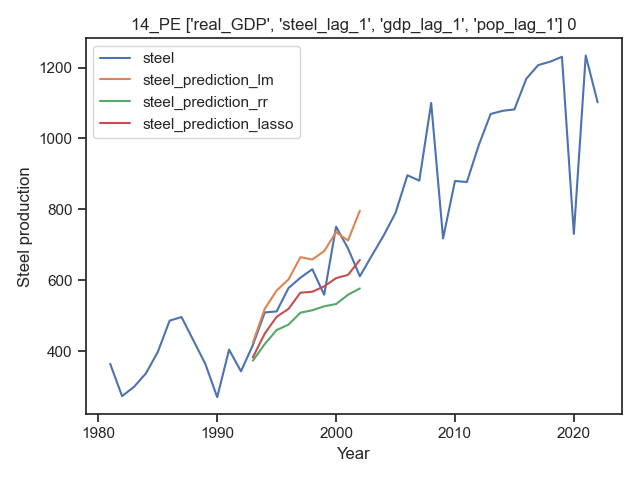 14_PE ['real_GDP', 'steel_lag_1', 'gdp_lag_1', 'pop_lag_1'] 0
steel
steel_prediction_lm
steel_prediction_rr
steel_prediction_lasso
Steel production
1200
1000
800
600
400
1980 1990 2000 2010 2020
Year